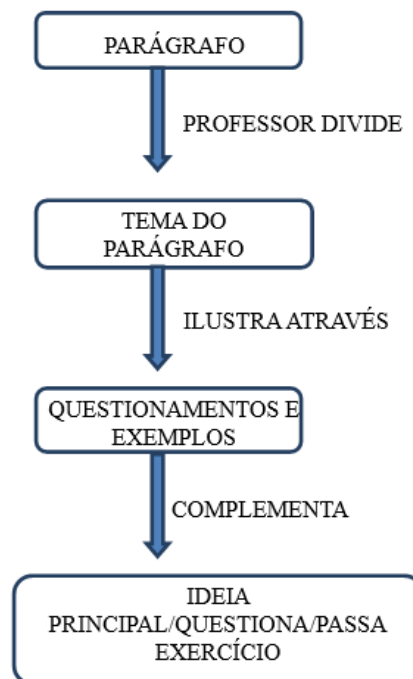 PARÁGRAFO
PROFESSOR DIVIDE
TEMA DO
PARÁGRAFO
ILUSTRA ATRAVÉS
QUESTIONAMENTOS E
EXEMPLOS
COMPLEMENTA
IDEIA
PRINCIPAL/QUESTIONA/PASSA
EXERCÍCIO